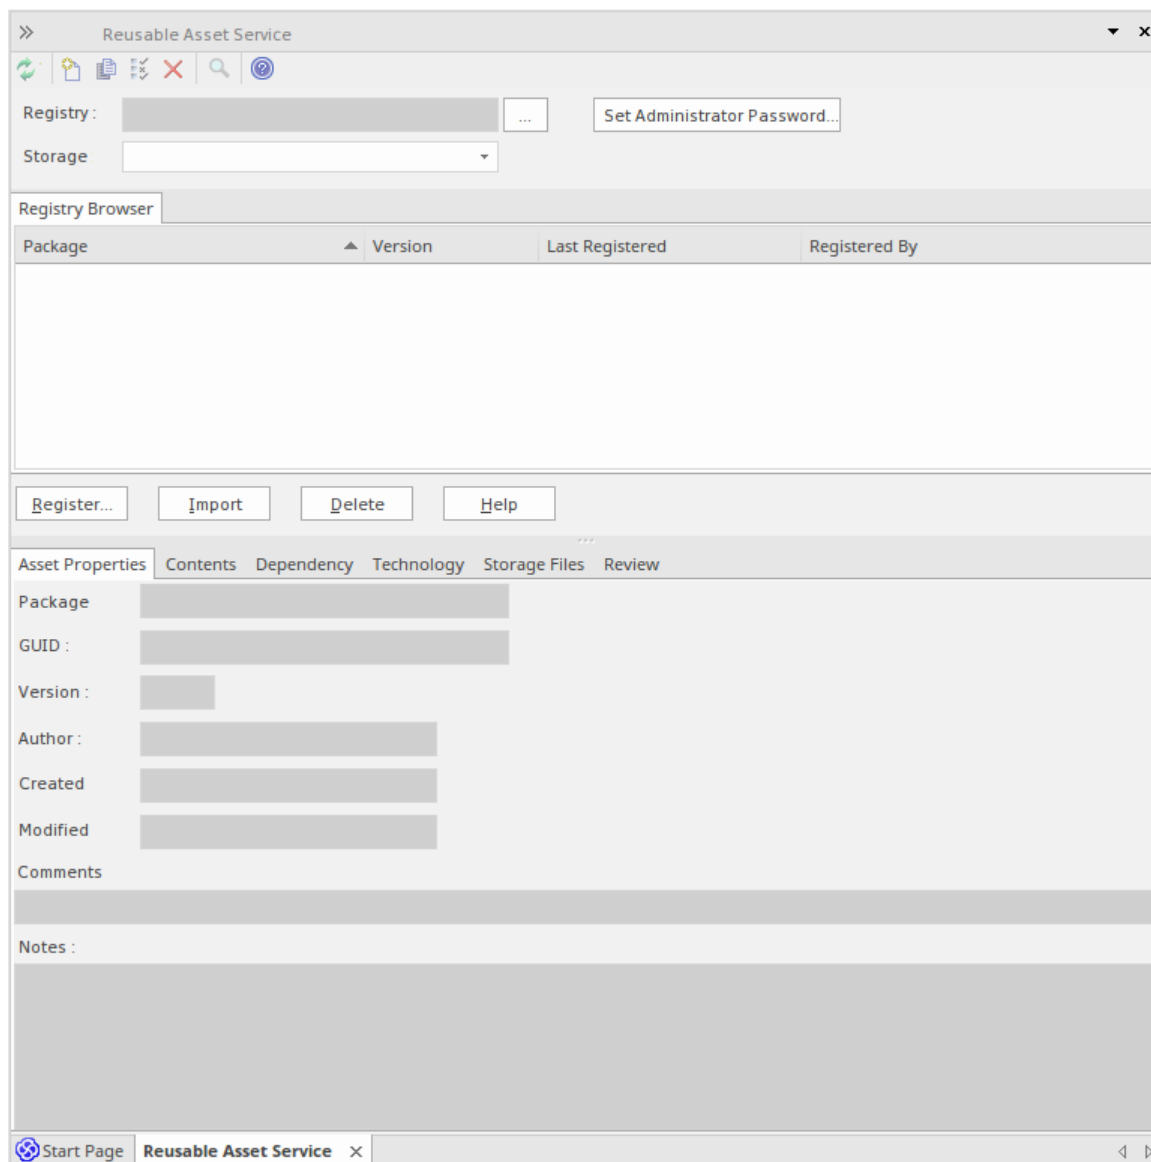 Reusable Asset Service
Registry :
...
Set Administrator Password...
Storage
Registry Browser
Package Version Last Registered Registered By
Register... Import Delete Help
Asset Properties Contents Dependency Technology Storage Files Review
Package
GUID :
Version :
Author :
Created
Modified
Comments
Notes :
Start Page Reusable Asset Service